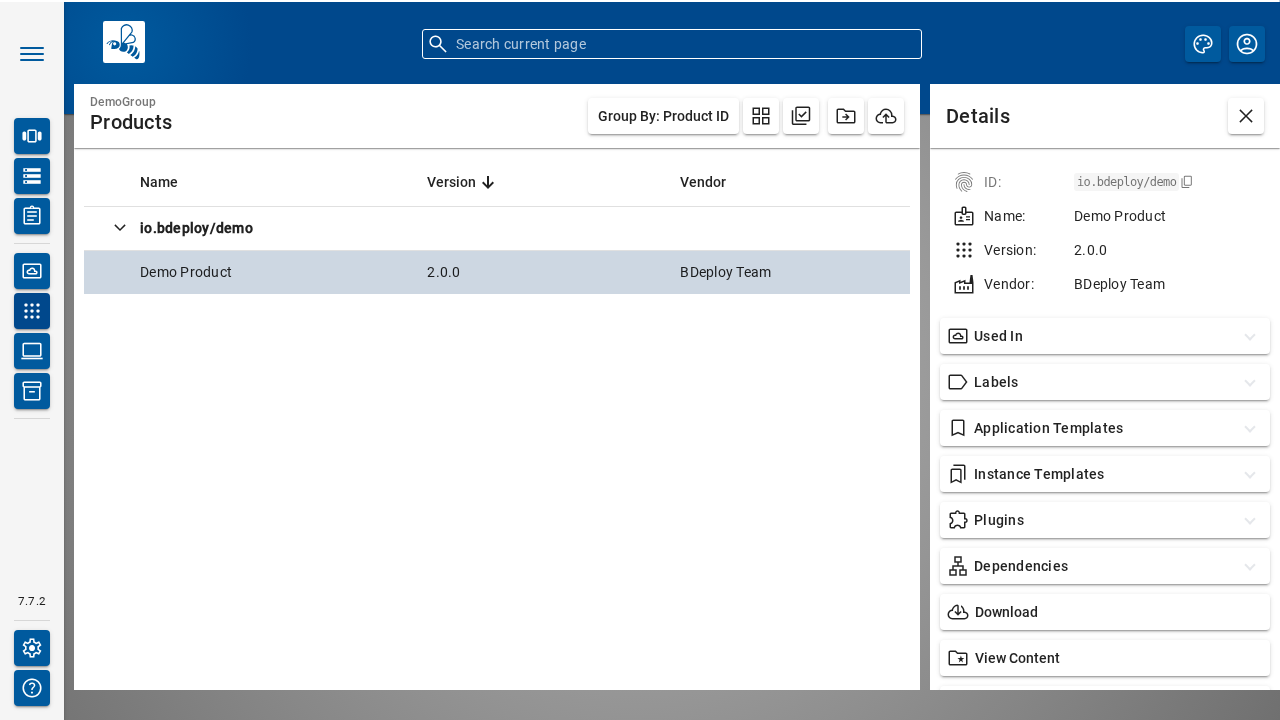 Search current page
DemoGroup
Products
Group By: Product ID
Name Version Vendor
io.bdeploy/demo
Demo Product 2.0.0 BDeploy Team
7.7.2
Details
ID: io.bdeploy/demo
Name: Demo Product
Version: 2.0.0
Vendor: BDeploy Team
Used In
Labels
Application Templates
Instance Templates
Plugins
Dependencies
Download
View Content